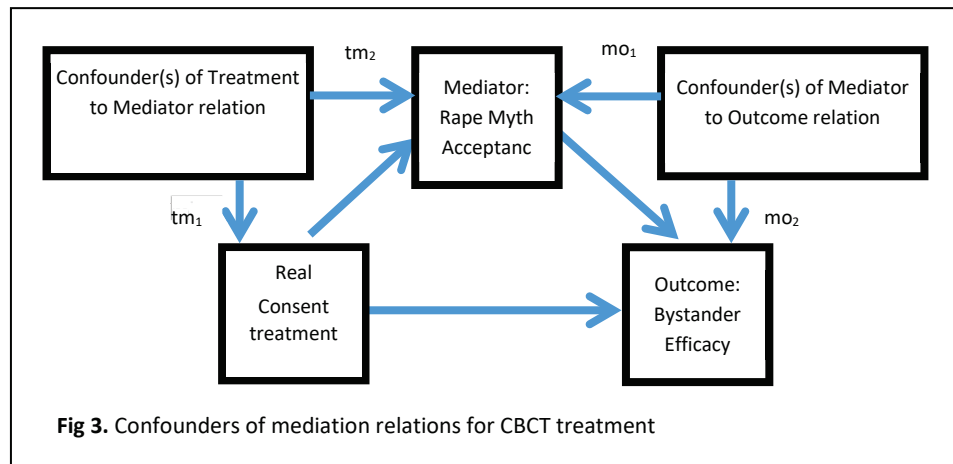 tm₂
mo₁
Confounder(s) of Treatment
to Mediator relation
Mediator:
Rape Myth
Acceptanc
Confounder(s) of Mediator
to Outcome relation
tm₁
mo₂
Real
Consent
treatment
Outcome:
Bystander
Efficacy
Fig 3. Confounders of mediation relations for CBCT treatment